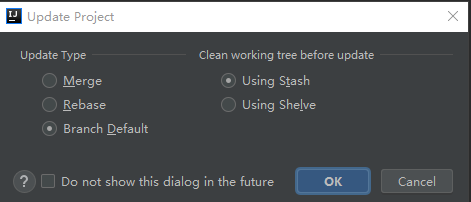 IJ Update Project
Update Type
Clean working tree before update
Merge
Using Stash
Rebase
Using Shelve
Branch Default
? Do not show this dialog in the future
OK
Cancel